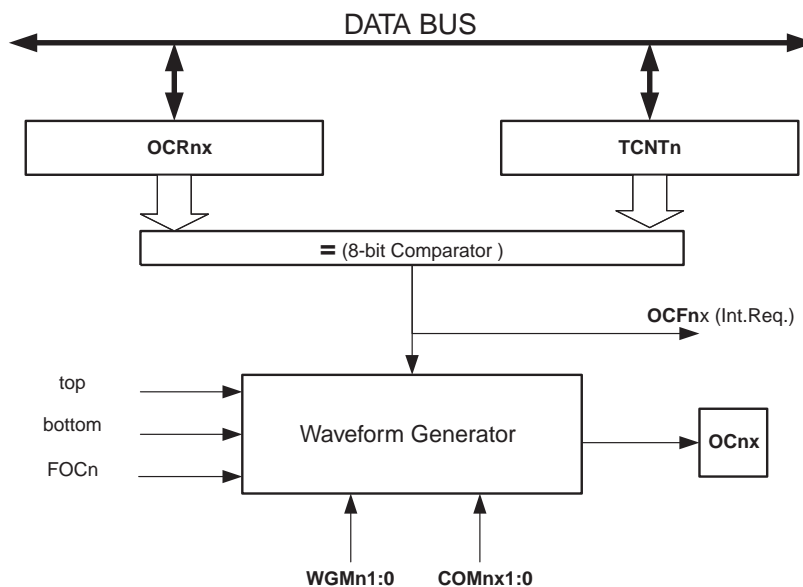 DATA BUS
OCRnx
TCNTn
= (8-bit Comparator )
OCFnx (Int.Req.)
top
bottom
FOCn
Waveform Generator
OCnx
WGMn1:0
COMnx1:0